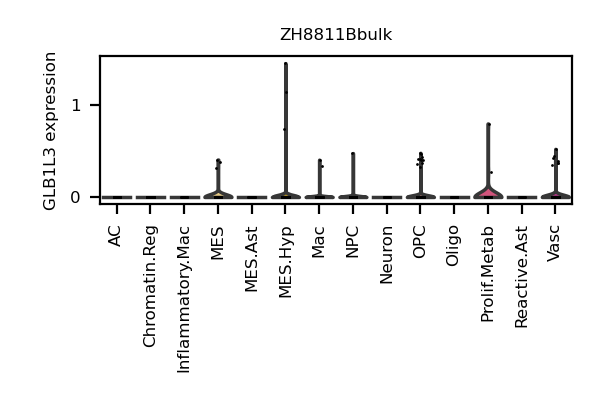 ZH8811Bbulk
GLB1L3 expression
1
0
AC
Chromatin.Reg
Inflammatory.Mac
MES
MES.Ast
MES.Hyp
Mac
NPC
Neuron
OPC
Oligo
Prolif.Metab
Reactive.Ast
Vasc